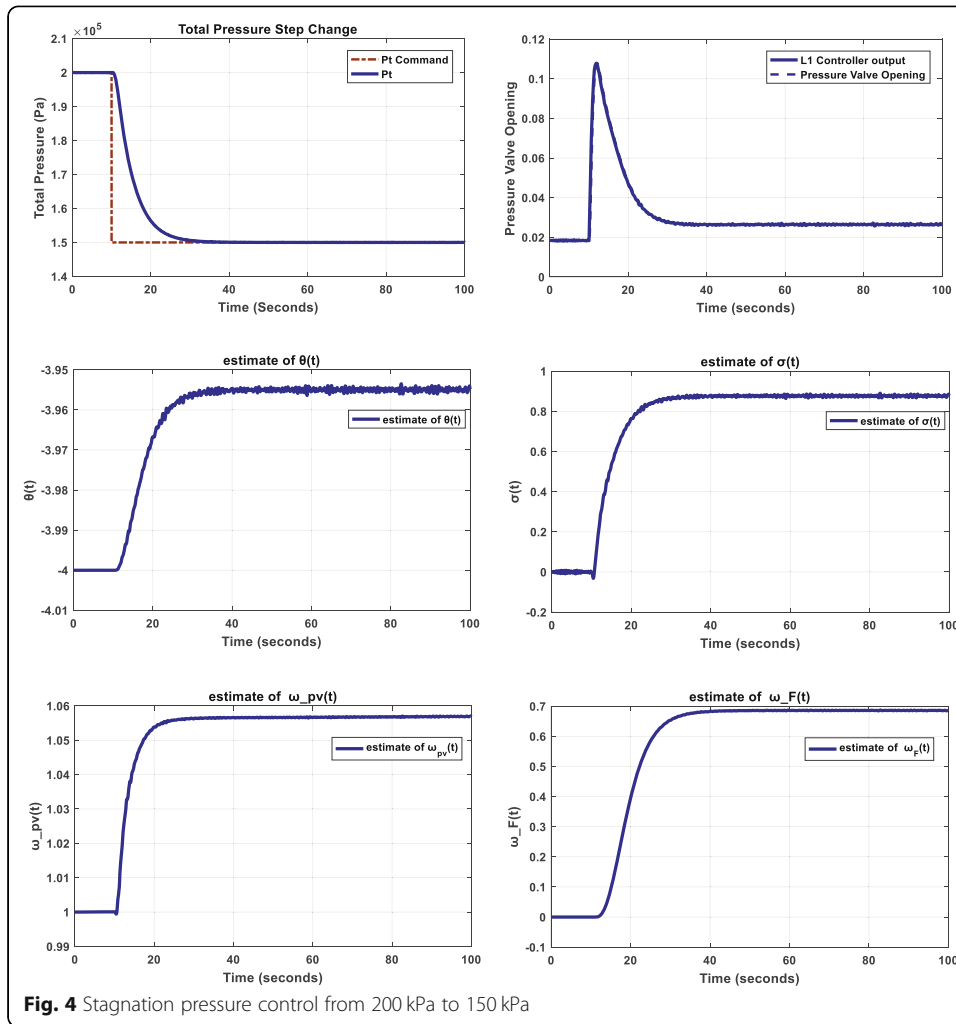 Total Pressure Step Change
×10⁵
2.1
2
1.9
1.8
1.7
1.6
1.5
1.4
Total Pressure (Pa)
Pt Command
Pt
0 20 40 60 80 100
Time (Seconds)
0.12
0.1
0.08
0.06
0.04
0.02
0
Pressure Valve Opening
L1 Controller output
Pressure Valve Opening
0 20 40 60 80 100
Time (seconds)
estimate of θ(t)
-3.95
-3.96
-3.97
-3.98
-3.99
-4
-4.01
θ(t)
estimate of θ(t)
0 20 40 60 80 100
Time (seconds)
estimate of σ(t)
1
0.8
0.6
0.4
0.2
0
-0.2
σ(t)
estimate of σ(t)
0 20 40 60 80 100
Time (seconds)
estimate of ω_pv(t)
1.06
1.05
1.04
1.03
1.02
1.01
1
0.99
ω_pv(t)
estimate of ω_pv(t)
0 20 40 60 80 100
Time (seconds)
estimate of ω_F(t)
0.7
0.6
0.5
0.4
0.3
0.2
0.1
0
-0.1
ω_F(t)
estimate of ω_F(t)
0 20 40 60 80 100
Time (seconds)
Fig. 4 Stagnation pressure control from 200 kPa to 150 kPa